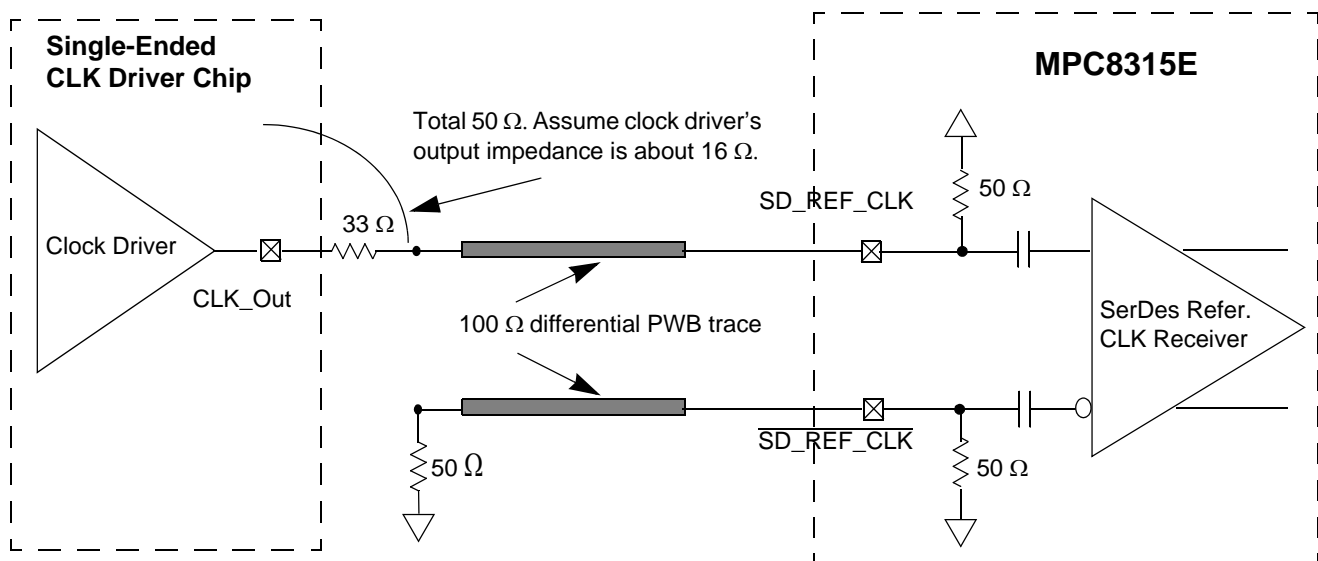 Single-Ended
CLK Driver Chip
MPC8315E
Total 50 Ω. Assume clock driver's
output impedance is about 16 Ω.
SD_REF_CLK
50 Ω
33 Ω
Clock Driver
CLK_Out
100 Ω differential PWB trace
SerDes Refer.
CLK Receiver
SD_REF_CLK
50 Ω
50 Ω